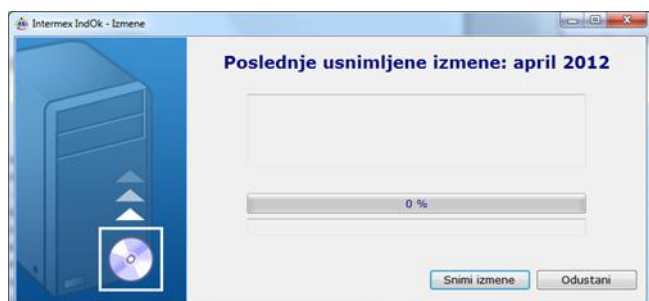 Intermex IndOk - Izmene
Poslednje usnimljene izmene: april 2012
0 %
Snimi izmene
Odustani